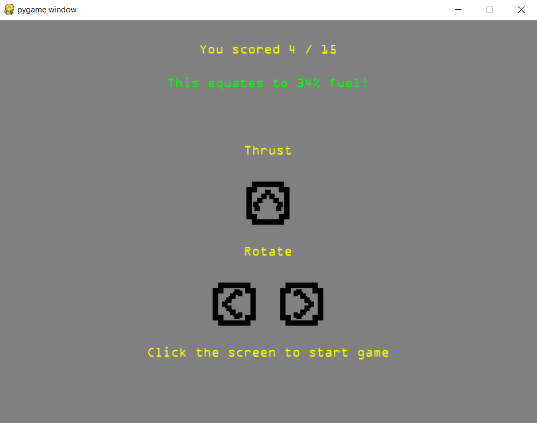 pygame window
You scored 4 / 15
This equates to 34% fuel!
Thrust
Rotate
Click the screen to start game